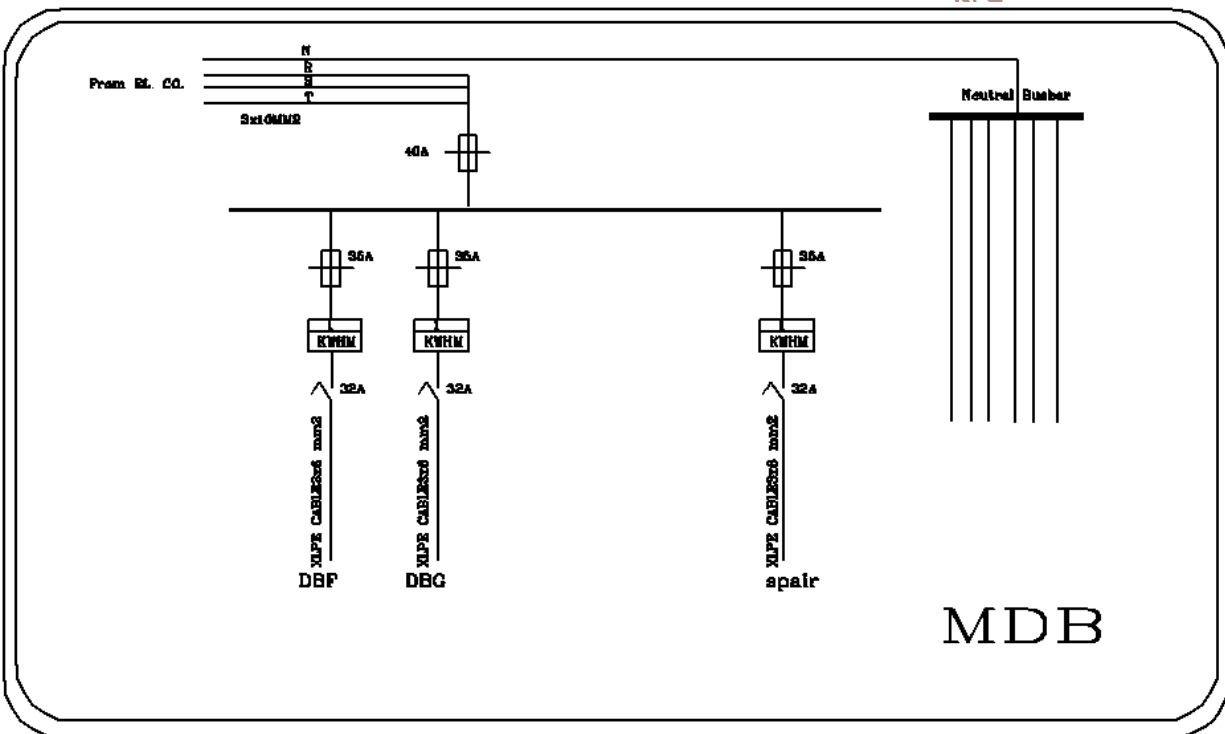 N
R
S
T
From EL. CO.
3x10MM2
Neutral Busbar
40A
35A
35A
35A
KWHM
KWHM
KWHM
32A
32A
32A
XLPE CABLE3x6 mm2
XLPE CABLE3x6 mm2
XLPE CABLE3x6 mm2
DBF
DBG
spair
MDB